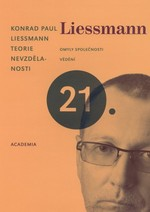 Liessmann
KONRAD PAUL
LIESSMANN
TEORIE
NEVZDĚLA-
NOSTI
OMYLY SPOLEČNOSTI
VĚDĚNÍ
21.
ACADEMIA